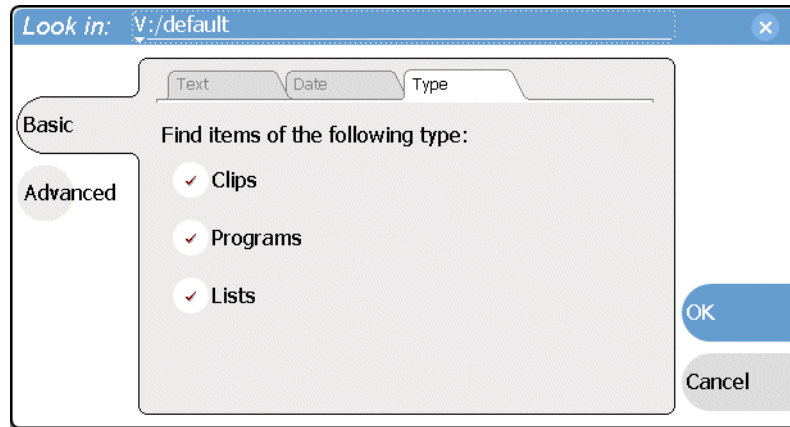 Look in: V:/default
Text Date Type
Basic
Find items of the following type:
Clips
Advanced
Programs
Lists
OK
Cancel